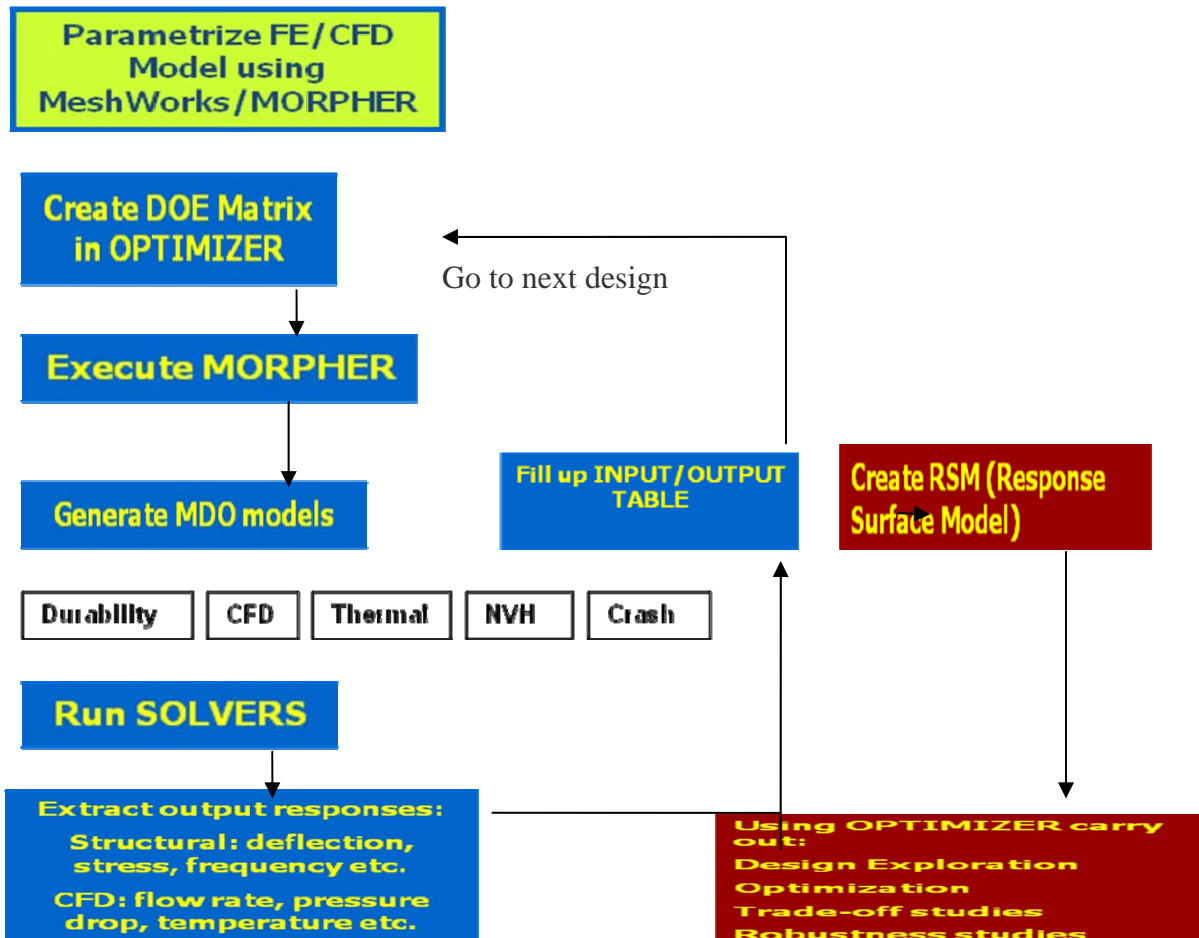 Parametrize FE/CFD
Model using
MeshWorks/MORPHER
Create DOE Matrix
in OPTIMIZER
Go to next design
Execute MORPHER
Fill up INPUT/OUTPUT
TABLE
Create RSM (Response
Surface Model)
Generate MDO models
Durability
CFD
Thermal
NVH
Crash
Run SOLVERS
Extract output responses:
Structural: deflection,
stress, frequency etc.
CFD: flow rate, pressure
drop, temperature etc.
Using OPTIMIZER carry
out:
Design Exploration
Optimization
Trade-off studies
Robustness studies